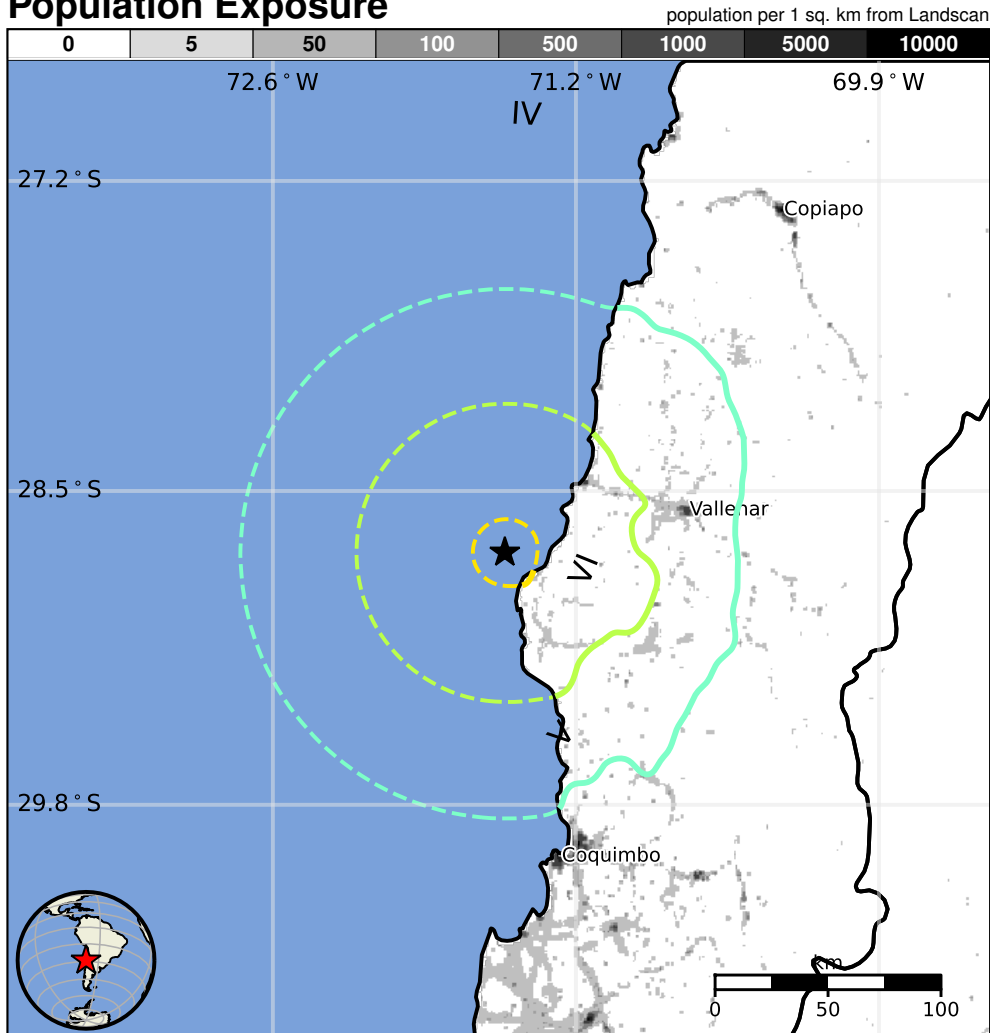 Population Exposure
population per 1 sq. km from Landscan
0 5 50 100 500 1000 5000 10000
72.6°W 71.2°W 69.9°W
IV
27.2°S
Copiapo
28.5°S
Vallenar
VI
V
29.8°S
Coquimbo
km
0 50 100